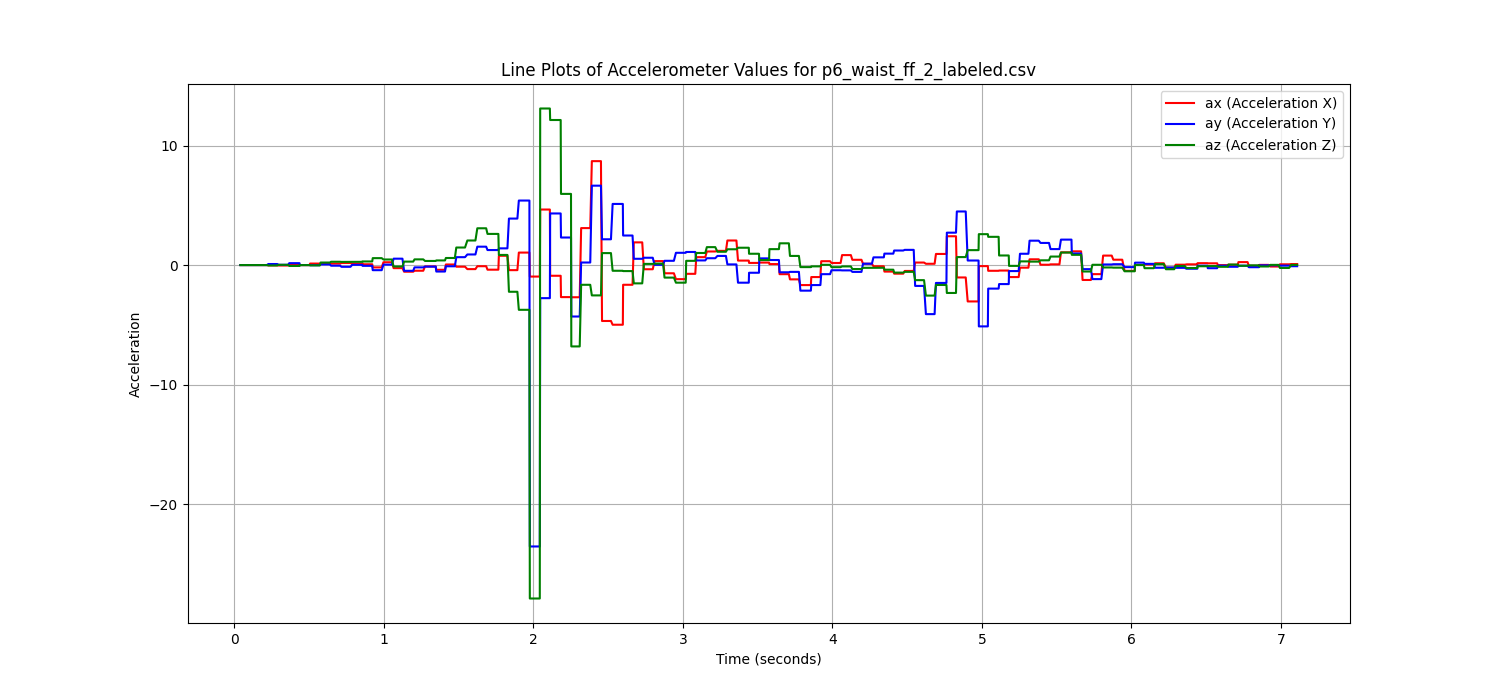 Line Plots of Accelerometer Values for p6_waist_ff_2_labeled.csv
ax (Acceleration X)
ay (Acceleration Y)
az (Acceleration Z)
10
0
−10
−20
Acceleration
0 1 2 3 4 5 6 7
Time (seconds)